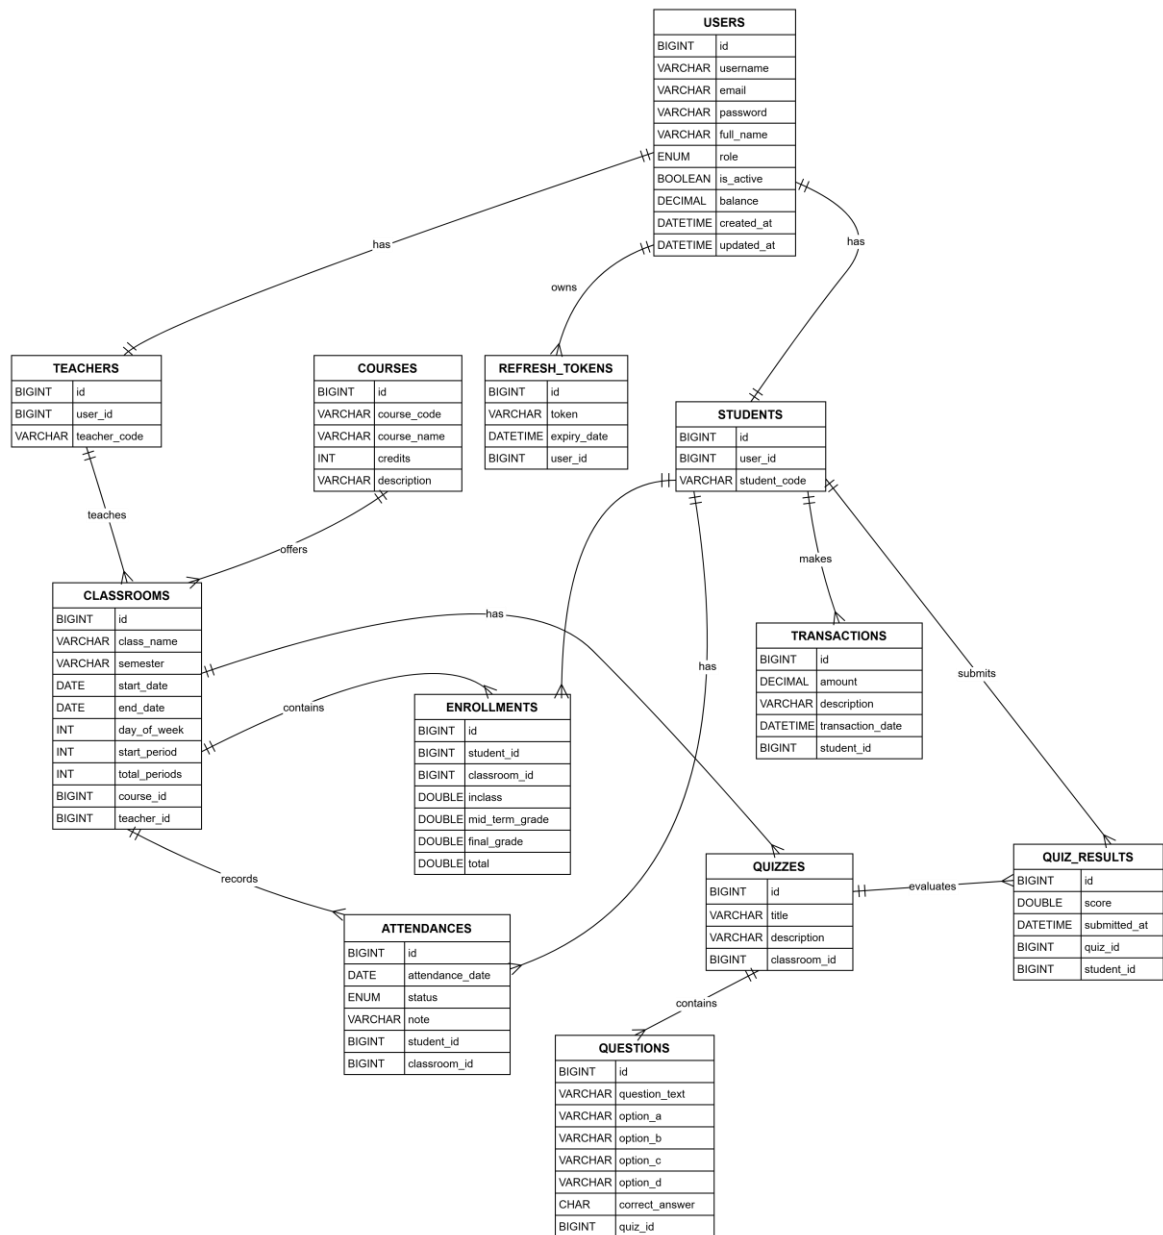 USERS
BIGINT id
VARCHAR username
VARCHAR email
VARCHAR password
VARCHAR full_name
ENUM role
BOOLEAN is_active
DECIMAL balance
DATETIME created_at
DATETIME updated_at
has
has
owns
TEACHERS
BIGINT id
BIGINT user_id
VARCHAR teacher_code
COURSES
BIGINT id
VARCHAR course_code
VARCHAR course_name
INT credits
VARCHAR description
REFRESH_TOKENS
BIGINT id
VARCHAR token
DATETIME expiry_date
BIGINT user_id
STUDENTS
BIGINT id
BIGINT user_id
VARCHAR student_code
teaches
offers
makes
CLASSROOMS
BIGINT id
VARCHAR class_name
VARCHAR semester
DATE start_date
DATE end_date
INT day_of_week
INT start_period
INT total_periods
BIGINT course_id
BIGINT teacher_id
has
contains
has
submits
TRANSACTIONS
BIGINT id
DECIMAL amount
VARCHAR description
DATETIME transaction_date
BIGINT student_id
ENROLLMENTS
BIGINT id
BIGINT student_id
BIGINT classroom_id
DOUBLE inclass
DOUBLE mid_term_grade
DOUBLE final_grade
DOUBLE total
records
QUIZZES
BIGINT id
VARCHAR title
VARCHAR description
BIGINT classroom_id
evaluates
QUIZ_RESULTS
BIGINT id
DOUBLE score
DATETIME submitted_at
BIGINT quiz_id
BIGINT student_id
ATTENDANCES
BIGINT id
DATE attendance_date
ENUM status
VARCHAR note
BIGINT student_id
BIGINT classroom_id
contains
QUESTIONS
BIGINT id
VARCHAR question_text
VARCHAR option_a
VARCHAR option_b
VARCHAR option_c
VARCHAR option_d
CHAR correct_answer
BIGINT quiz_id